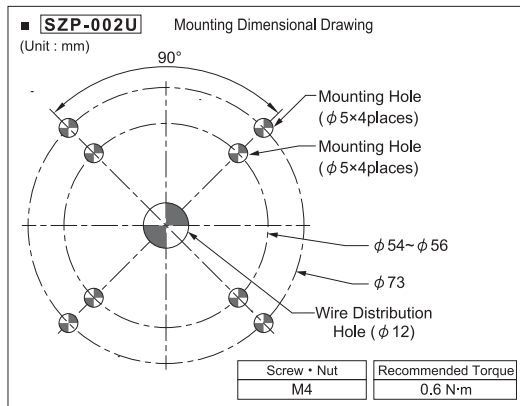 ■ SZP-002U Mounting Dimensional Drawing
(Unit : mm)
90°
Mounting Hole
(ϕ5×4places)
Mounting Hole
(ϕ5×4places)
ϕ54~ϕ56
ϕ73
Wire Distribution
Hole (ϕ12)
Screw・Nut Recommended Torque
M4 0.6 N·m